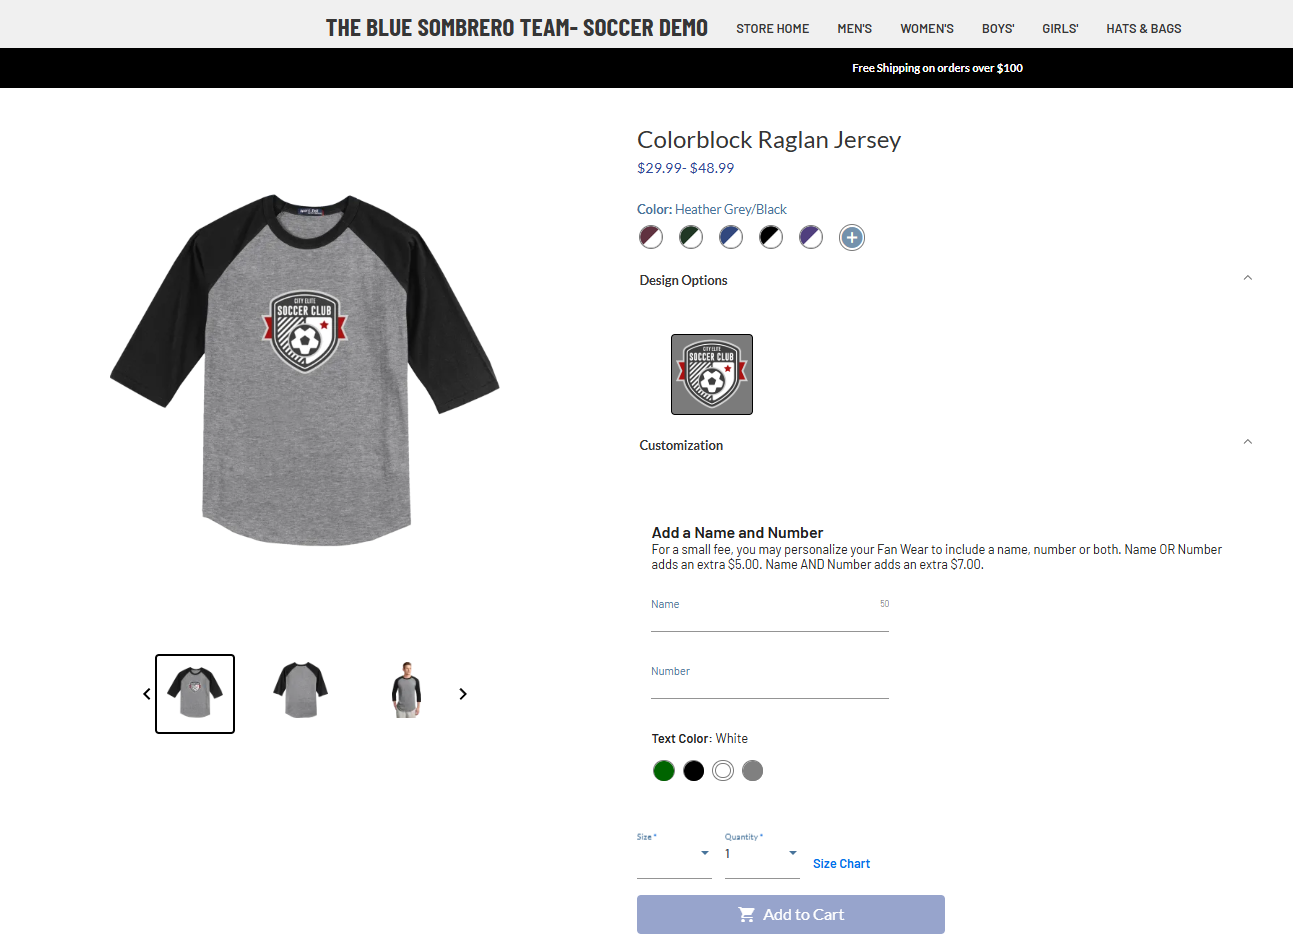 THE BLUE SOMBRERO TEAM- SOCCER DEMO
STORE HOME
MEN'S
WOMEN'S
BOYS'
GIRLS'
HATS & BAGS
Free Shipping on orders over $100
Colorblock Raglan Jersey
$29.99- $48.99
Color: Heather Grey/Black
Design Options
CITY ELITE
SOCCER CLUB
CITY ELITE
SOCCER CLUB
Customization
Add a Name and Number
For a small fee, you may personalize your Fan Wear to include a name, number or both. Name OR Number
adds an extra $5.00. Name AND Number adds an extra $7.00.
Name
50
Number
Text Color: White
Size *
Quantity *
1
Size Chart
Add to Cart